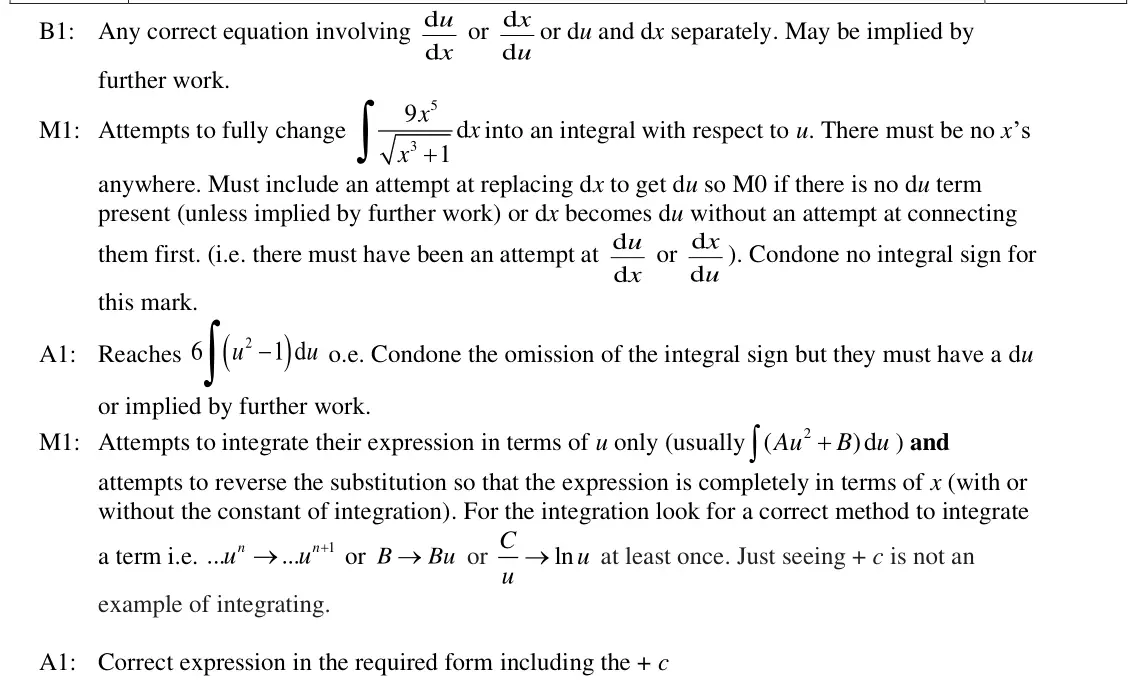 B1: Any correct equation involving du/dx or dx/du or du and dx separately. May be implied by
further work.
M1: Attempts to fully change ∫ 9x⁵/√(x³ + 1) dx into an integral with respect to u. There must be no x’s
anywhere. Must include an attempt at replacing dx to get du so M0 if there is no du term
present (unless implied by further work) or dx becomes du without an attempt at connecting
them first. (i.e. there must have been an attempt at du/dx or dx/du ). Condone no integral sign for
this mark.
A1: Reaches 6∫(u² − 1)du o.e. Condone the omission of the integral sign but they must have a du
or implied by further work.
M1: Attempts to integrate their expression in terms of u only (usually ∫(Au² + B)du ) and
attempts to reverse the substitution so that the expression is completely in terms of x (with or
without the constant of integration). For the integration look for a correct method to integrate
a term i.e. ...uⁿ → ...uⁿ⁺¹ or B → Bu or C/u → ln u at least once. Just seeing + c is not an
example of integrating.
A1: Correct expression in the required form including the + c